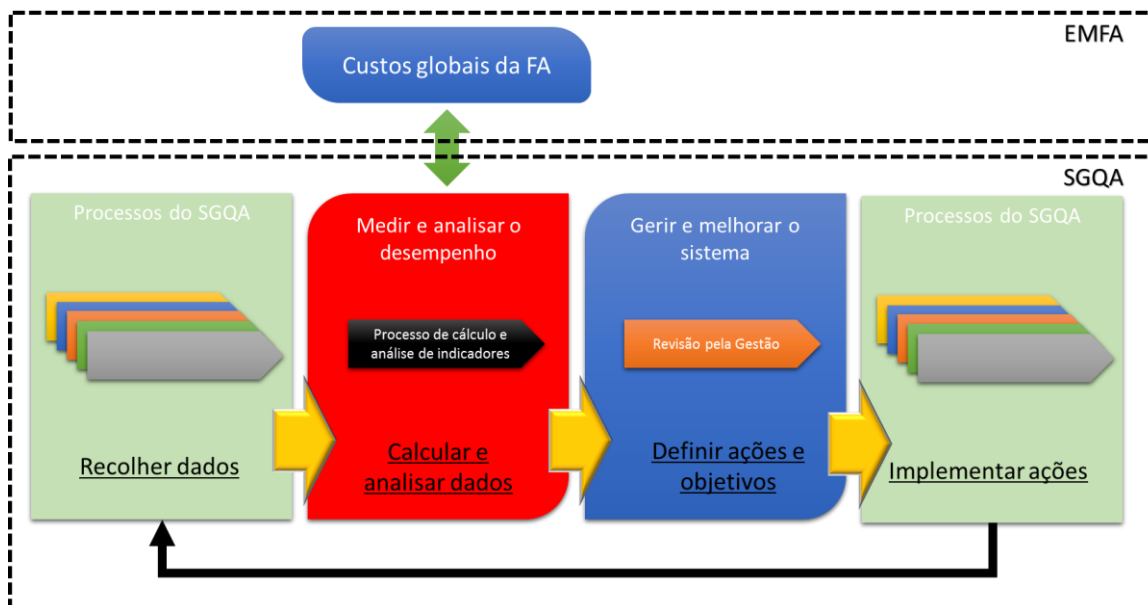 EMFA
Custos globais da FA
SGQA
Processos do SGQA
Recolher dados
Medir e analisar o
desempenho
Processo de cálculo e
análise de indicadores
Calcular e
analisar dados
Gerir e melhorar o
sistema
Revisão pela Gestão
Definir ações e
objetivos
Processos do SGQA
Implementar ações